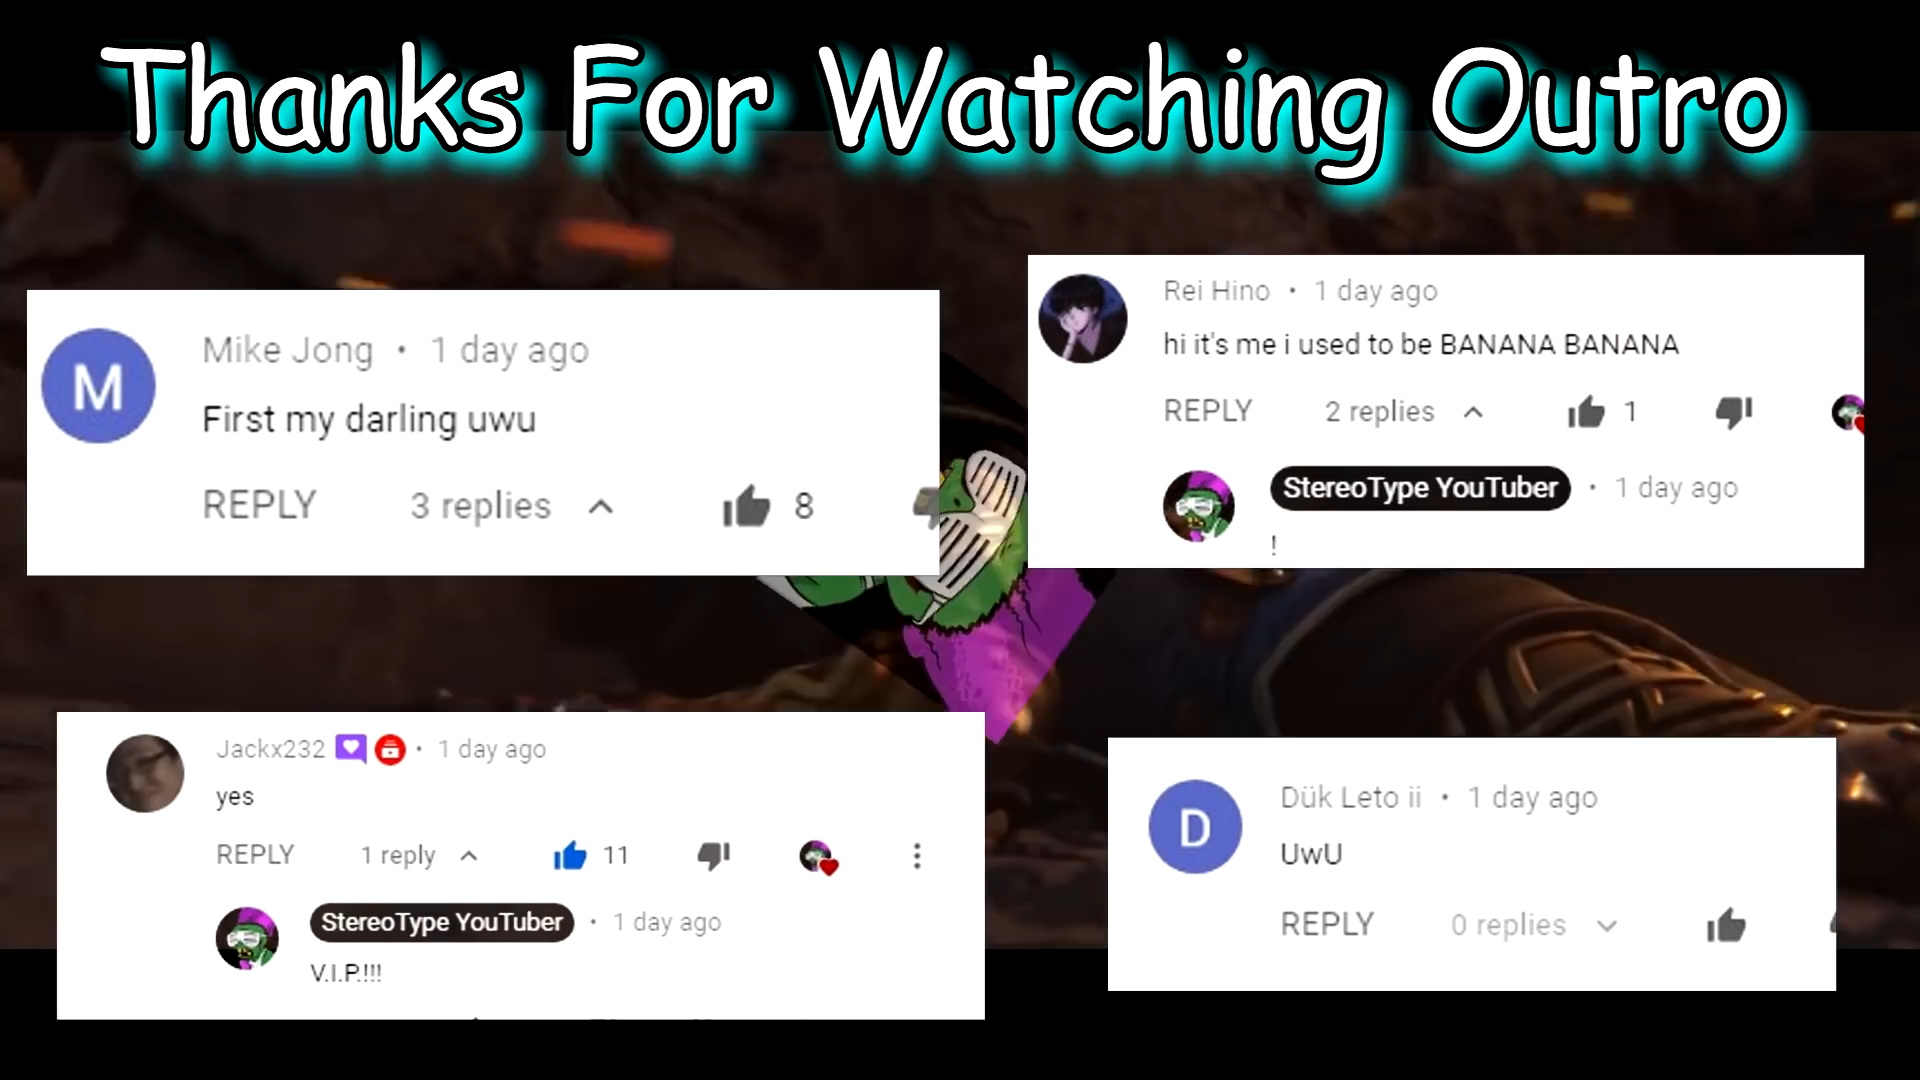 Thanks For Watching Outro
M
Mike Jong • 1 day ago
First my darling uwu
REPLY 3 replies 8
Rei Hino • 1 day ago
hi it's me i used to be BANANA BANANA
REPLY 2 replies 1
StereoType YouTuber • 1 day ago
!
Jackx232 • 1 day ago
yes
REPLY 1 reply 11
StereoType YouTuber • 1 day ago
V.I.P.!!!
D
Dük Leto ii • 1 day ago
UwU
REPLY 0 replies